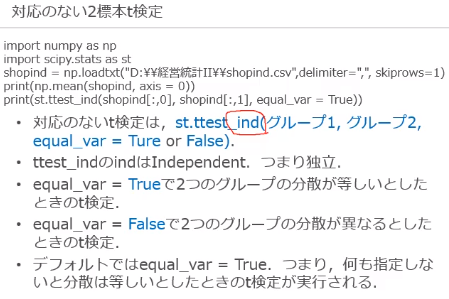 対応のない2標本t検定
import numpy as np
import scipy.stats as st
shopind = np.loadtxt("D:¥¥経営統計II¥¥shopind.csv",delimiter=",", skiprows=1)
print(np.mean(shopind, axis = 0))
print(st.ttest_ind(shopind[:,0], shopind[:,1], equal_var = True))
• 対応のないt検定は，st.ttest_ind(グループ1, グループ2,
equal_var = Ture or False)．
• ttest_indのindはIndependent．つまり独立．
• equal_var = Trueで2つのグループの分散が等しいとした
ときのt検定．
• equal_var = Falseで2つのグループの分散が異なるとした
ときのt検定．
• デフォルトではequal_var = True．つまり，何も指定しな
いと分散は等しいとしたときのt検定が実行される．